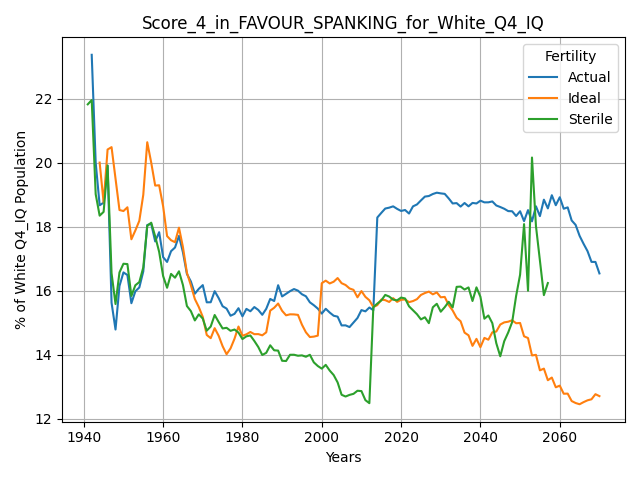 Score_4_in_FAVOUR_SPANKING_for_White_Q4_IQ
Fertility
Actual
Ideal
Sterile
% of White Q4_IQ Population
22
20
18
16
14
12
1940 1960 1980 2000 2020 2040 2060
Years